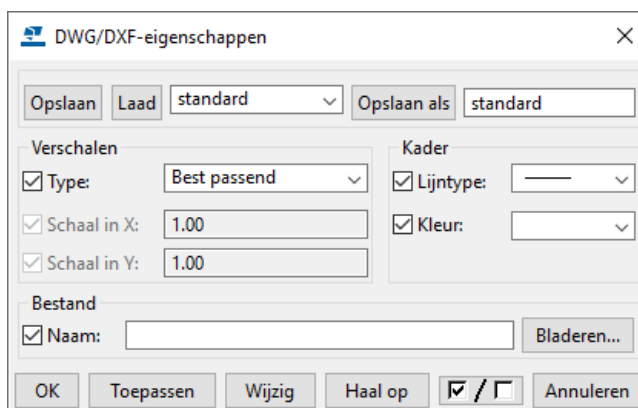 DWG/DXF-eigenschappen
Opslaan Laad standard Opslaan als standard
Verschalen Kader
Type: Best passend Lijntype:
Schaal in X: 1.00 Kleur:
Schaal in Y: 1.00
Bestand
Naam: Bladeren...
OK Toepassen Wijzig Haal op / Annuleren